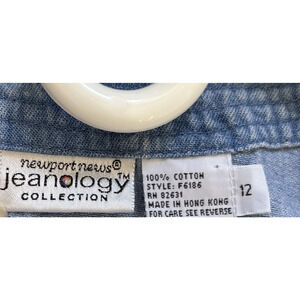 newport news®
jeanology™
COLLECTION
100% COTTON
STYLE: F6186
RN 82631
MADE IN HONG KONG
FOR CARE SEE REVERSE
12